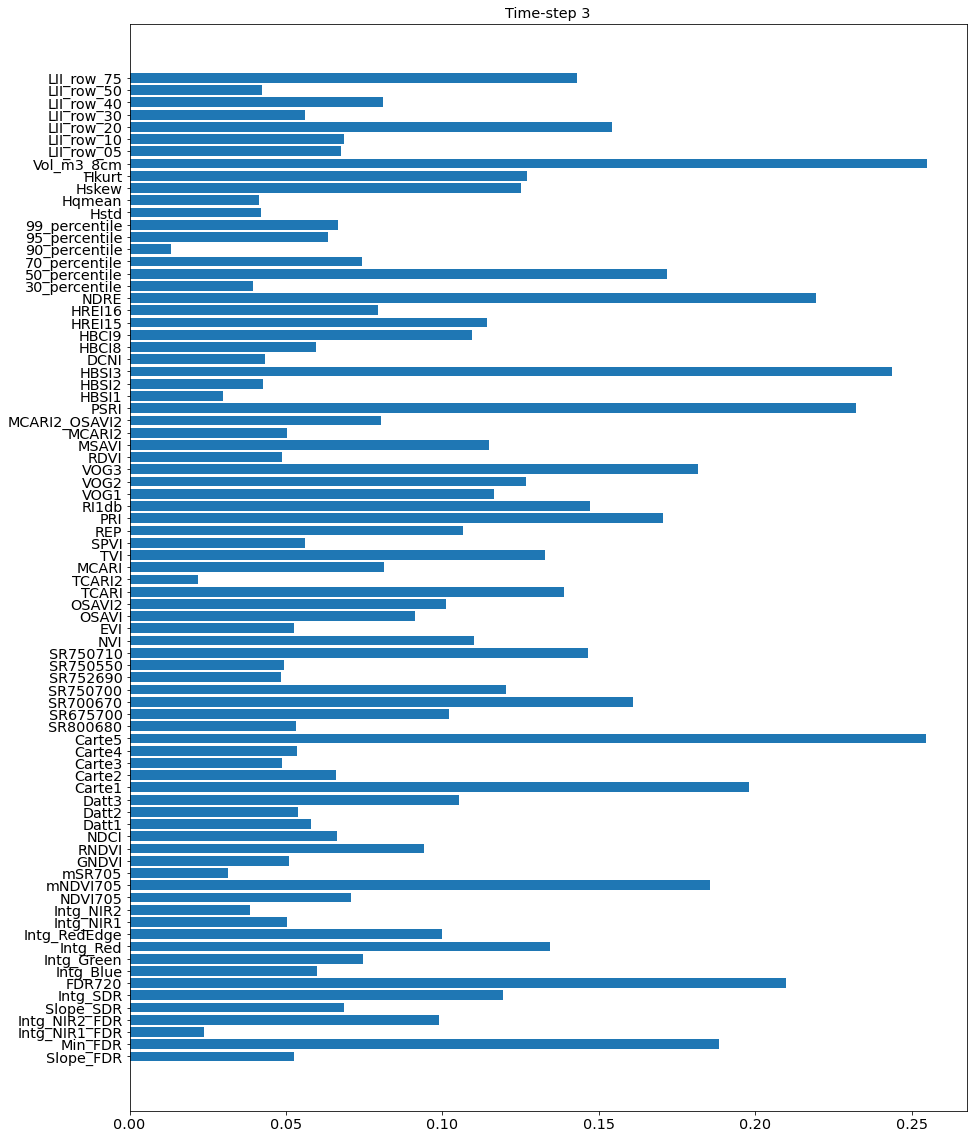 Time-step 3
LII_row_75
LII_row_50
LII_row_40
LII_row_30
LII_row_20
LII_row_10
LII_row_05
Vol_m3_8cm
Hkurt
Hskew
Hqmean
Hstd
99_percentile
95_percentile
90_percentile
70_percentile
50_percentile
30_percentile
NDRE
HREI16
HREI15
HBCI9
HBCI8
DCNI
HBSI3
HBSI2
HBSI1
PSRI
MCARI2_OSAVI2
MCARI2
MSAVI
RDVI
VOG3
VOG2
VOG1
RI1db
PRI
REP
SPVI
TVI
MCARI
TCARI2
TCARI
OSAVI2
OSAVI
EVI
NVI
SR750710
SR750550
SR752690
SR750700
SR700670
SR675700
SR800680
Carte5
Carte4
Carte3
Carte2
Carte1
Datt3
Datt2
Datt1
NDCI
RNDVI
GNDVI
mSR705
mNDVI705
NDVI705
Intg_NIR2
Intg_NIR1
Intg_RedEdge
Intg_Red
Intg_Green
Intg_Blue
FDR720
Intg_SDR
Slope_SDR
Intg_NIR2_FDR
Intg_NIR1_FDR
Min_FDR
Slope_FDR
0.00 0.05 0.10 0.15 0.20 0.25